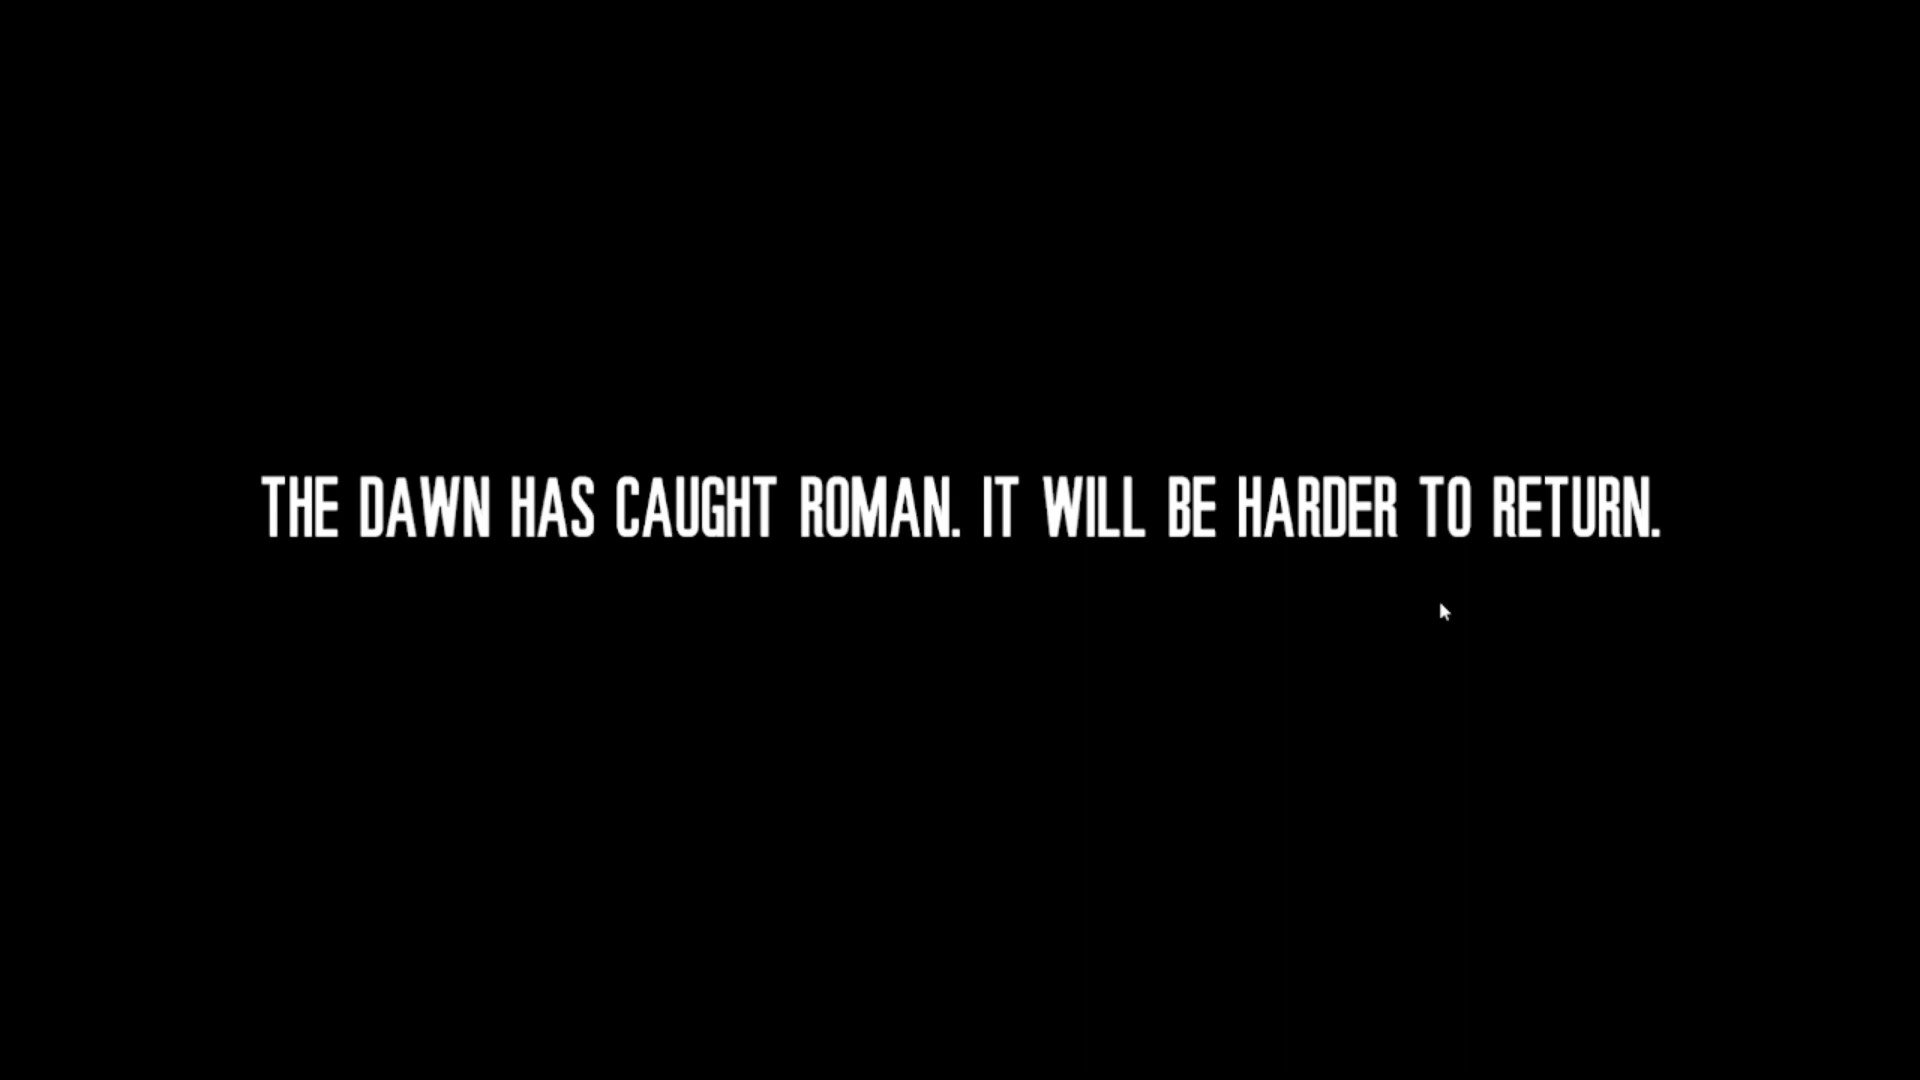 THE DAWN HAS CAUGHT ROMAN. IT WILL BE HARDER TO RETURN.